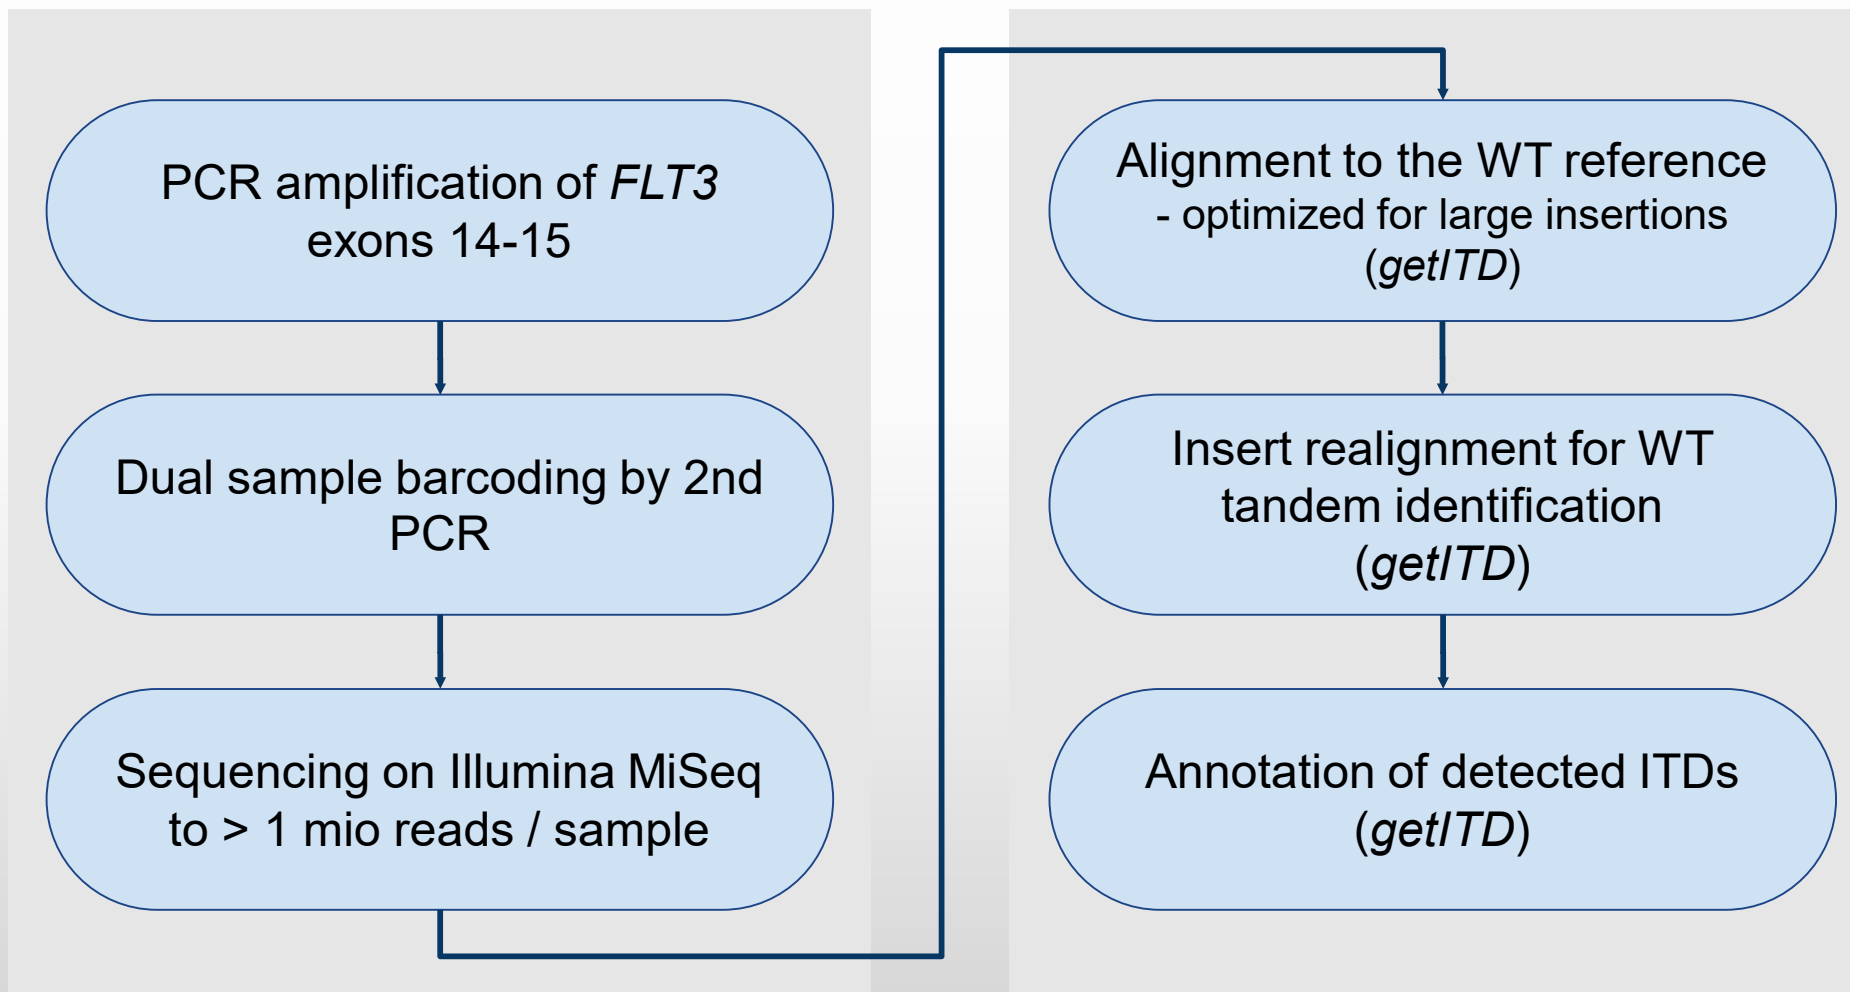 PCR amplification of FLT3
exons 14-15
Dual sample barcoding by 2nd
PCR
Sequencing on Illumina MiSeq
to > 1 mio reads / sample
Alignment to the WT reference
- optimized for large insertions
(getITD)
Insert realignment for WT
tandem identification
(getITD)
Annotation of detected ITDs
(getITD)